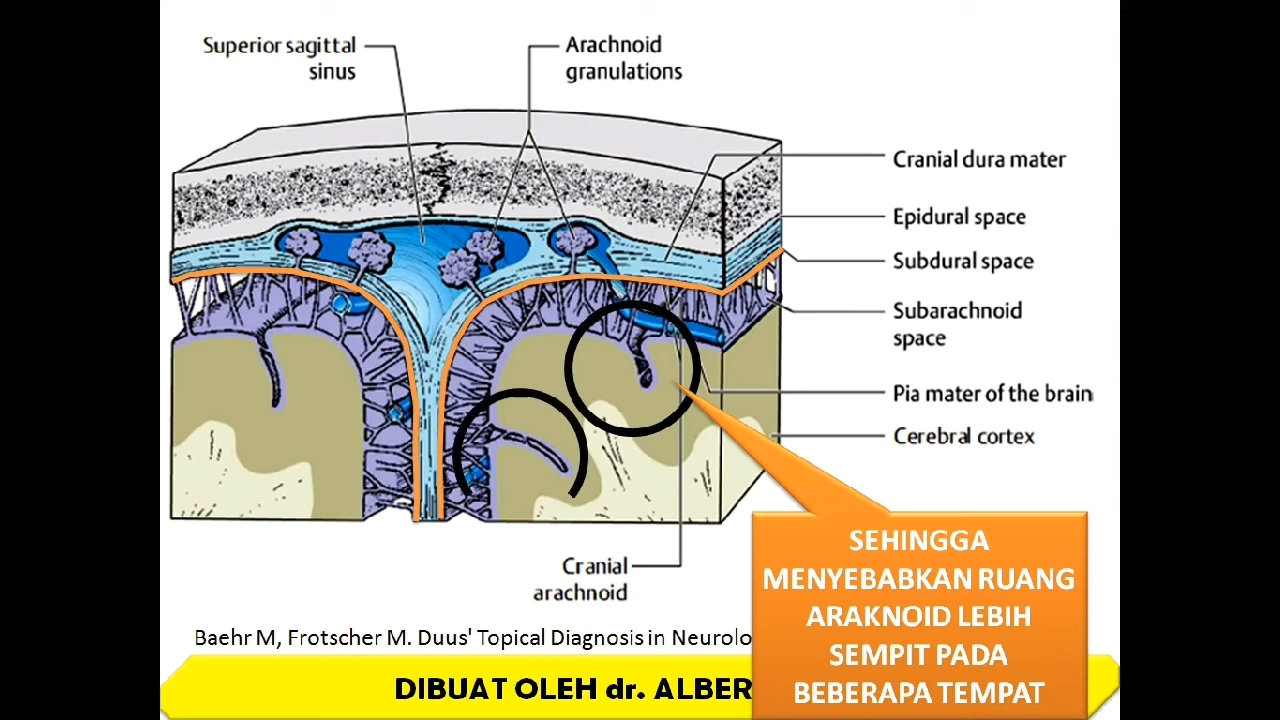 Superior sagittal
sinus
Arachnoid
granulations
Cranial dura mater
Epidural space
Subdural space
Subarachnoid
space
Pia mater of the brain
Cerebral cortex
Cranial
arachnoid
Baehr M, Frotscher M. Duus' Topical Diagnosis in
DIBUAT OLEH dr.
SEHINGGA
MENYEBABKAN RUANG
ARAKNOID LEBIH
SEMPIT PADA
BEBERAPA TEMPAT